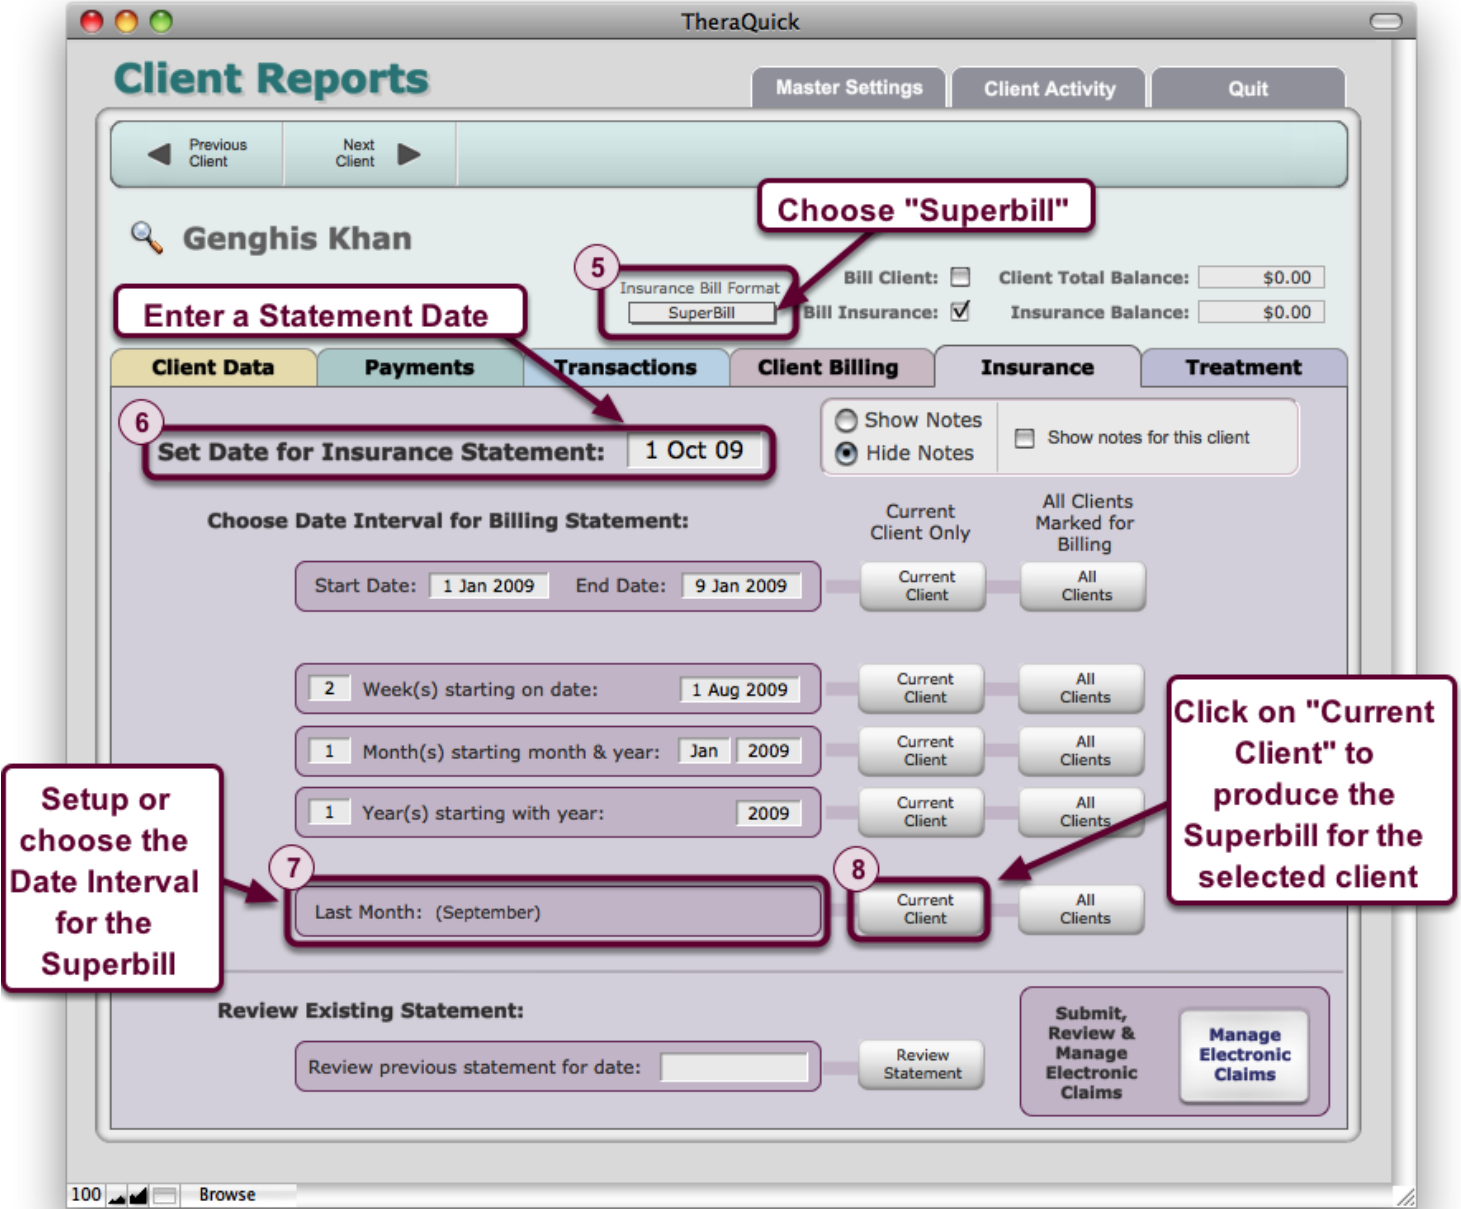 TheraQuick
Client Reports
Master Settings
Client Activity
Quit
Previous
Client
Next
Client
Choose "Superbill"
Genghis Khan
5
Insurance Bill Format
SuperBill
Bill Client:
Client Total Balance:
$0.00
Bill Insurance:
Insurance Balance:
$0.00
Enter a Statement Date
Client Data
Payments
Transactions
Client Billing
Insurance
Treatment
6
Set Date for Insurance Statement:
1 Oct 09
Show Notes
Hide Notes
Show notes for this client
Choose Date Interval for Billing Statement:
Current
Client Only
All Clients
Marked for
Billing
Start Date:
1 Jan 2009
End Date:
9 Jan 2009
Current
Client
All
Clients
2
Week(s) starting on date:
1 Aug 2009
Current
Client
All
Clients
1
Month(s) starting month & year:
Jan
2009
Current
Client
All
Clients
1
Year(s) starting with year:
2009
Current
Client
All
Clients
Click on "Current
Client" to
produce the
Superbill for the
selected client
Setup or
choose the
Date Interval
for the
Superbill
7
Last Month: (September)
8
Current
Client
All
Clients
Review Existing Statement:
Review previous statement for date:
Review
Statement
Submit,
Review &
Manage
Electronic
Claims
Manage
Electronic
Claims
100
Browse